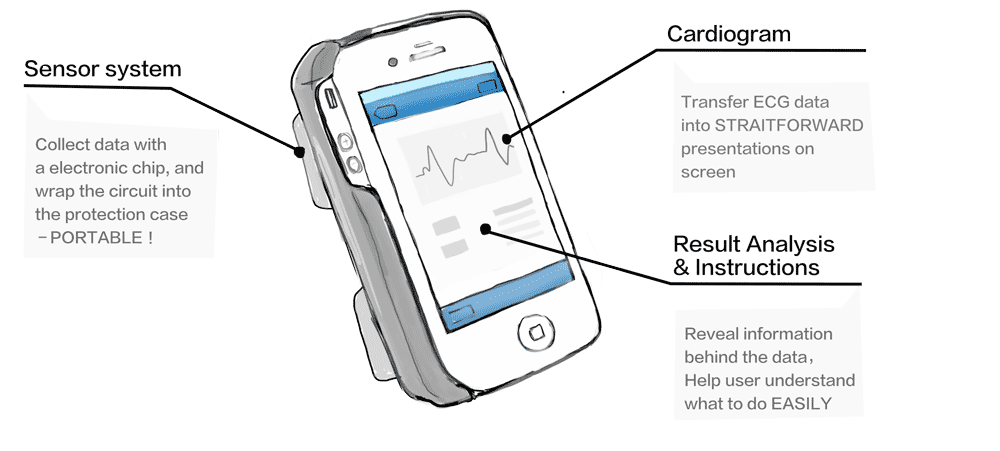 Sensor system
Collect data with
a electronic chip, and
wrap the circuit into
the protection case
-PORTABLE !
Cardiogram
Transfer ECG data
into STRAITFORWARD
presentations on
screen
Result Analysis
& Instructions
Reveal information
behind the data,
Help user understand
what to do EASILY